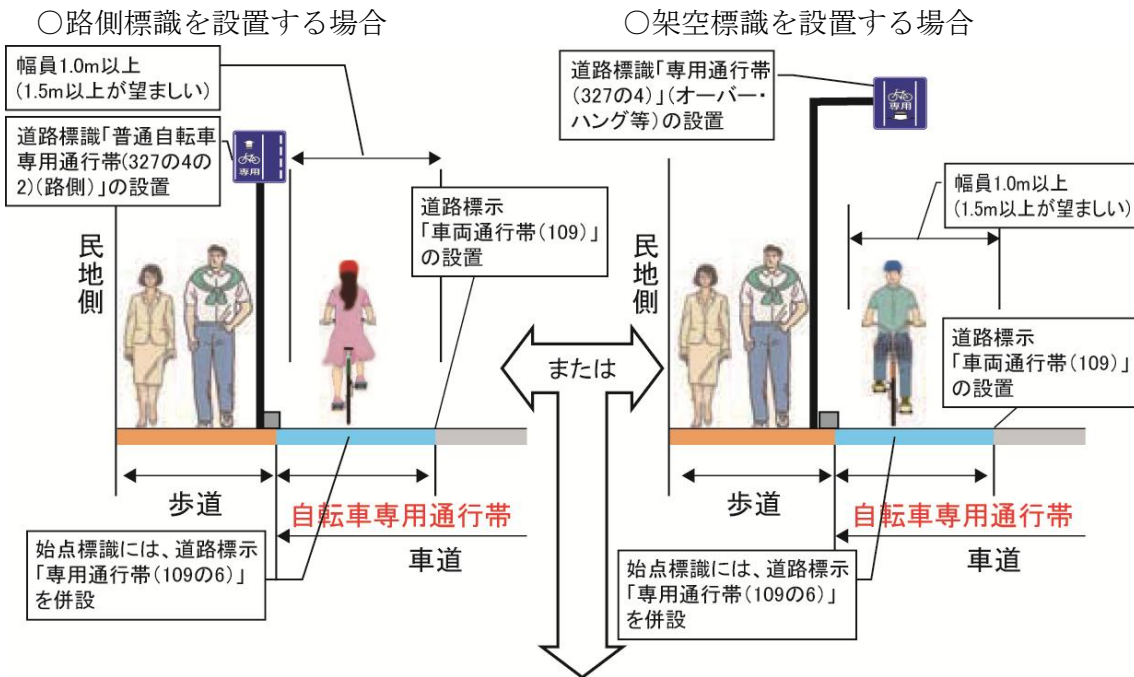 ○路側標識を設置する場合
幅員1.0m以上
(1.5m以上が望ましい)
道路標識「普通自転車
専用通行帯(327の4の
2)(路側)」の設置
専用
道路標示
「車両通行帯(109)」
の設置
民地側
歩道
自転車専用通行帯
車道
始点標識には、道路標示
「専用通行帯(109の6)」
を併設
または
○架空標識を設置する場合
道路標識「専用通行帯
(327の4)」(オーバー・
ハング等)の設置
専用
幅員1.0m以上
(1.5m以上が望ましい)
民地側
道路標示
「車両通行帯(109)」
の設置
歩道
自転車専用通行帯
車道
始点標識には、道路標示
「専用通行帯(109の6)」
を併設